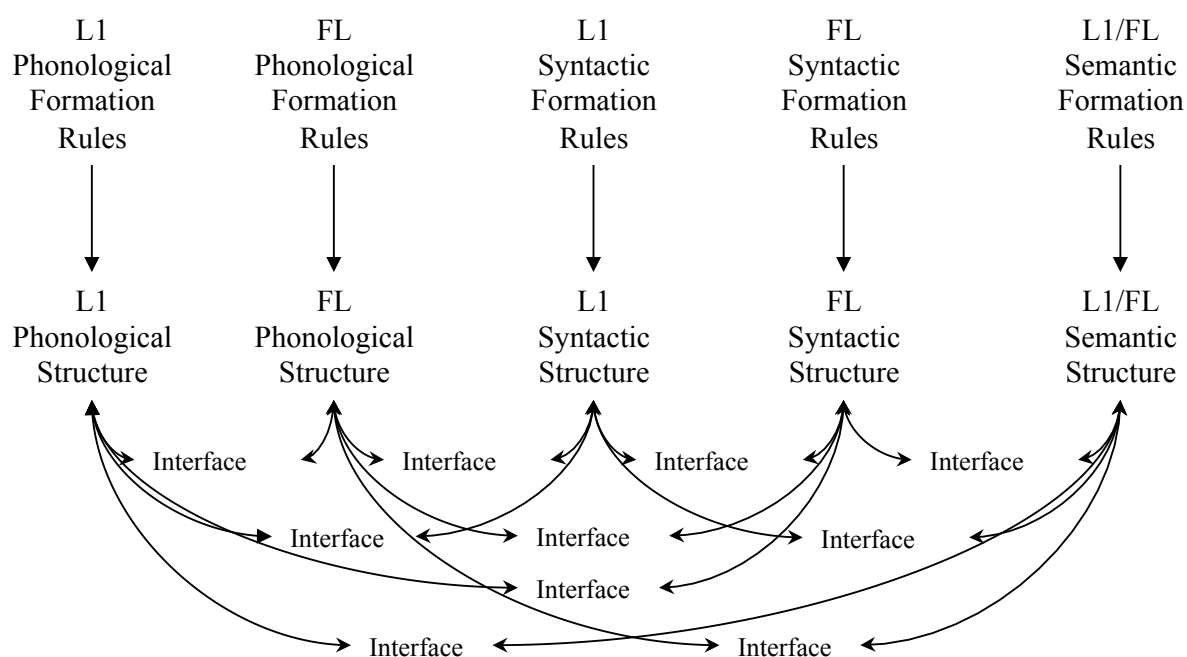 L1
Phonological
Formation
Rules
FL
Phonological
Formation
Rules
L1
Syntactic
Formation
Rules
FL
Syntactic
Formation
Rules
L1/FL
Semantic
Formation
Rules
L1
Phonological
Structure
FL
Phonological
Structure
L1
Syntactic
Structure
FL
Syntactic
Structure
L1/FL
Semantic
Structure
Interface
Interface
Interface
Interface
Interface
Interface
Interface
Interface
Interface
Interface